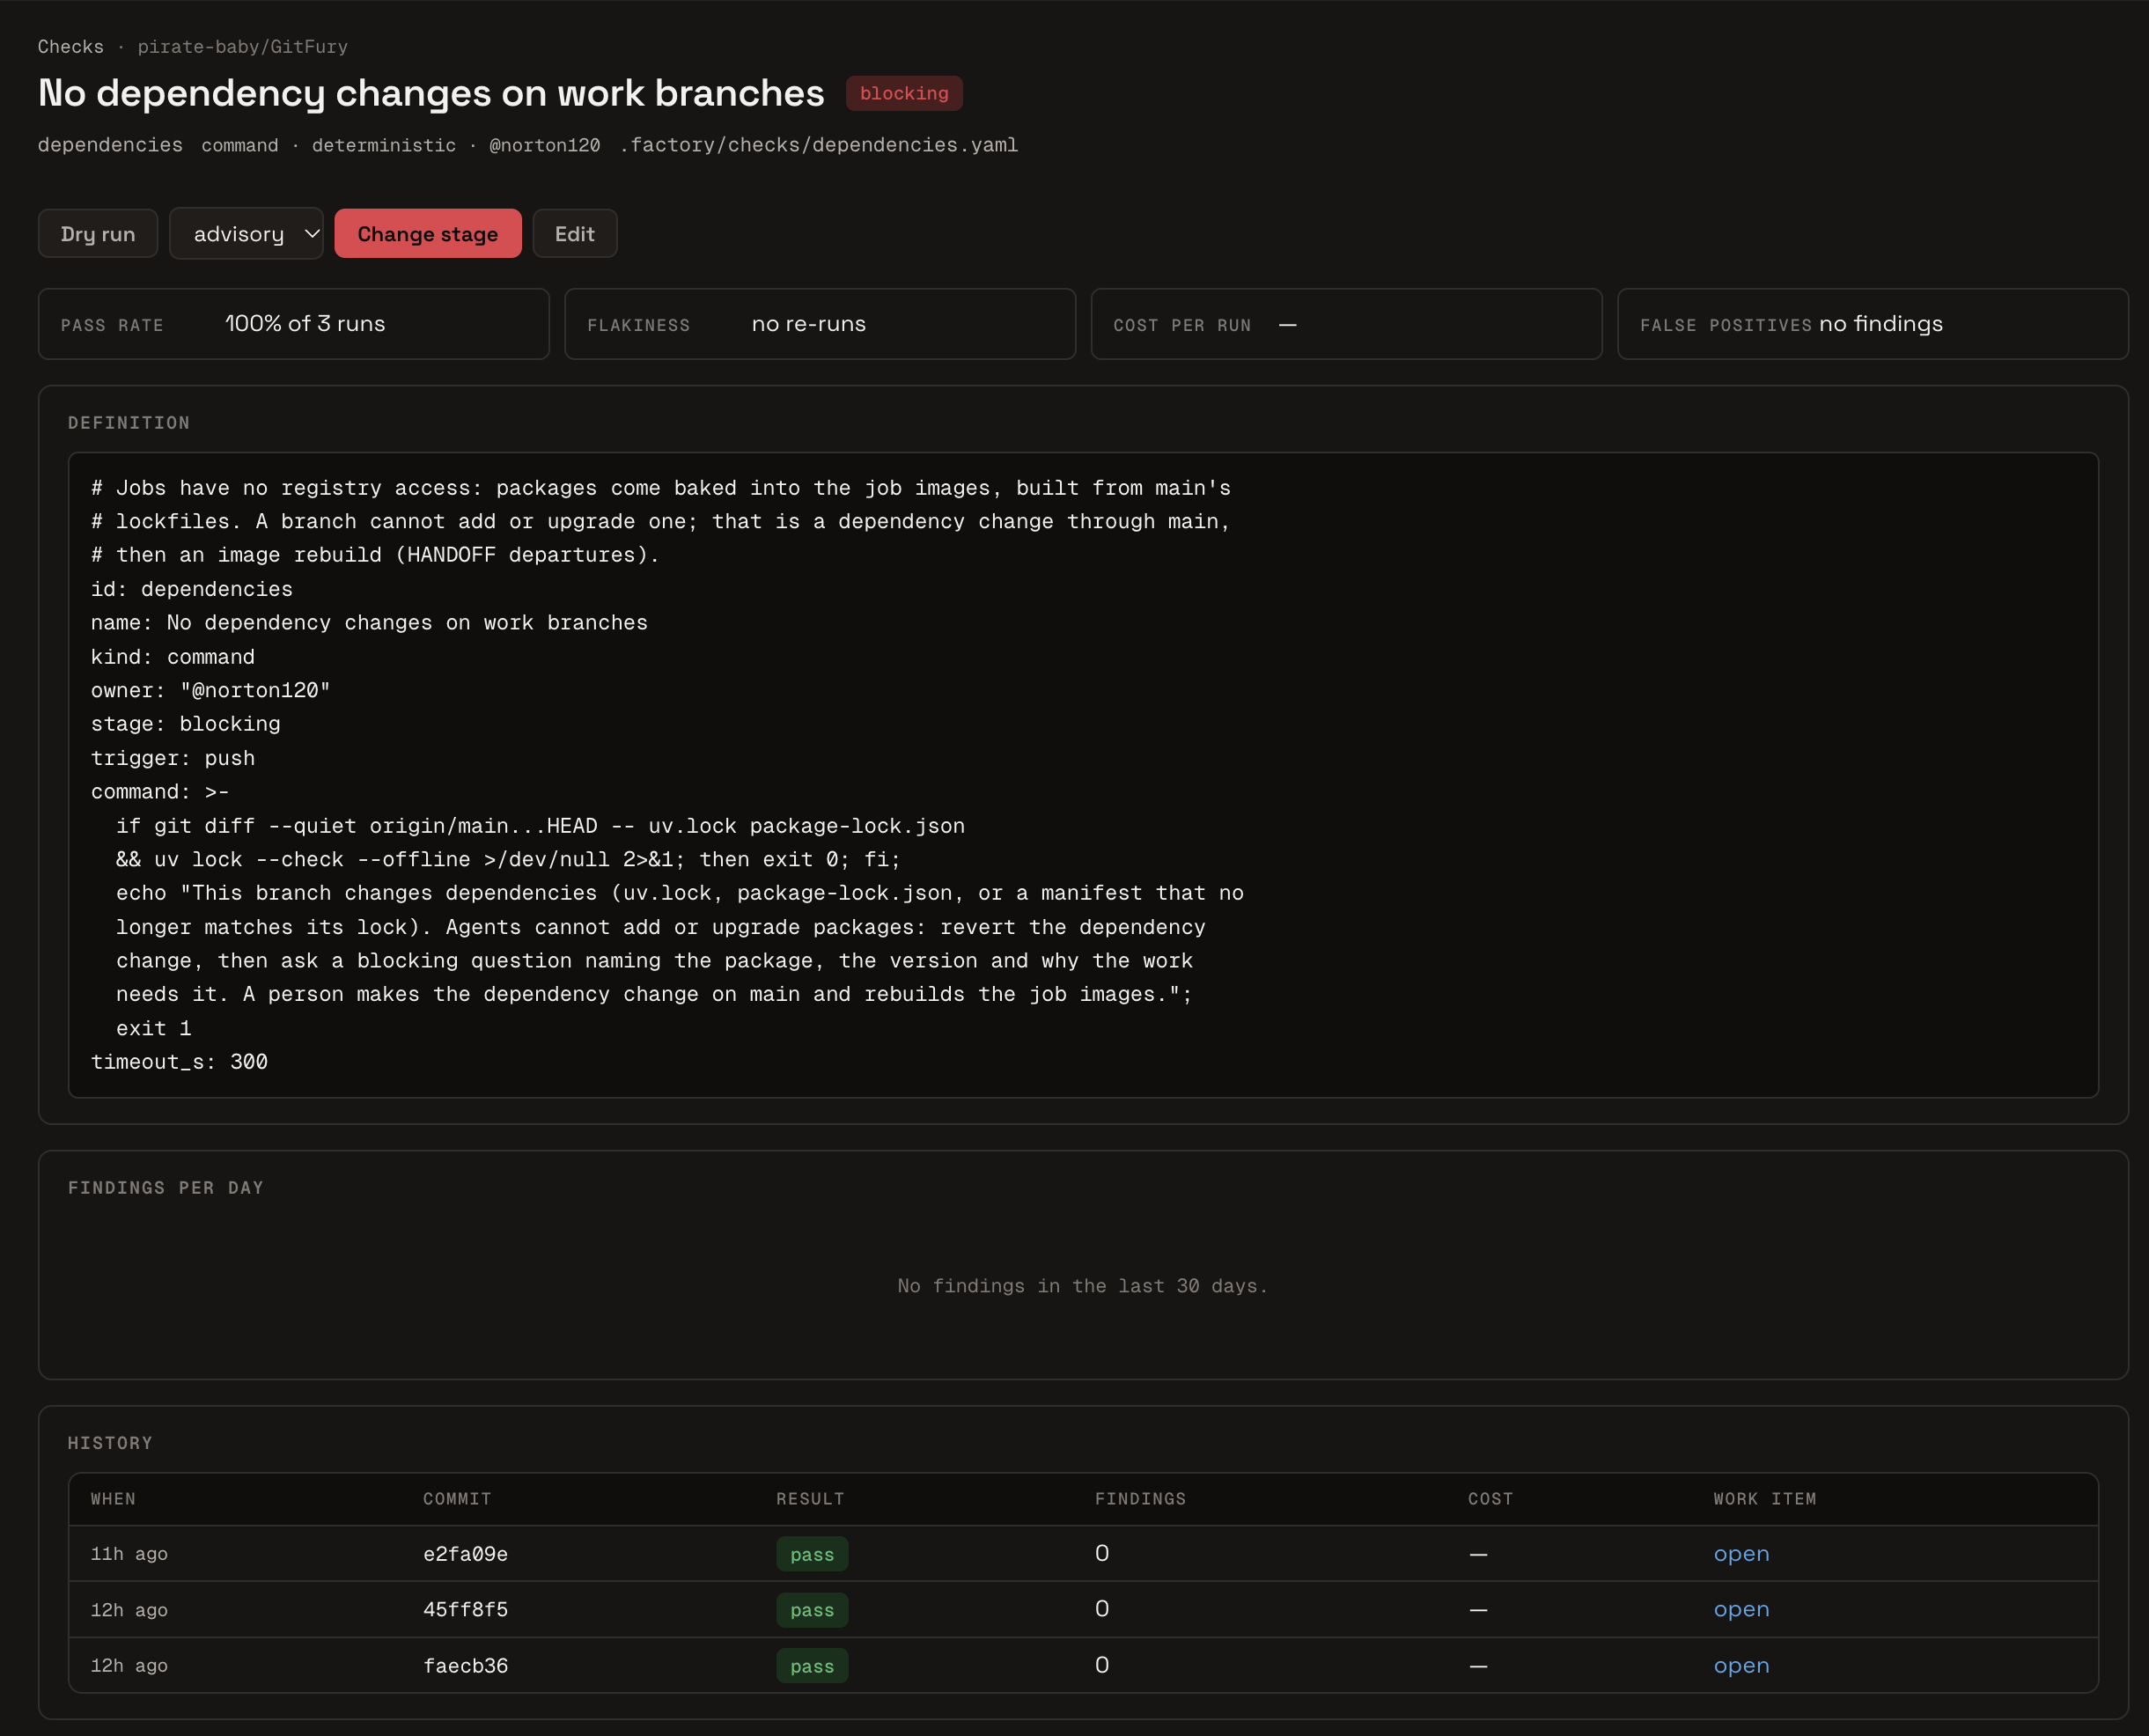 Checks · pirate-baby/GitFury
No dependency changes on work branches blocking
dependencies command · deterministic · @norton120 .factory/checks/dependencies.yaml
Dry run advisory Change stage Edit
PASS RATE 100% of 3 runs FLAKINESS no re-runs COST PER RUN — FALSE POSITIVES no findings
DEFINITION
# Jobs have no registry access: packages come baked into the job images, built from main's
# lockfiles. A branch cannot add or upgrade one; that is a dependency change through main,
# then an image rebuild (HANDOFF departures).
id: dependencies
name: No dependency changes on work branches
kind: command
owner: "@norton120"
stage: blocking
trigger: push
command: >-
  if git diff --quiet origin/main...HEAD -- uv.lock package-lock.json
  && uv lock --check --offline >/dev/null 2>&1; then exit 0; fi;
  echo "This branch changes dependencies (uv.lock, package-lock.json, or a manifest that no
  longer matches its lock). Agents cannot add or upgrade packages: revert the dependency
  change, then ask a blocking question naming the package, the version and why the work
  needs it. A person makes the dependency change on main and rebuilds the job images.";
  exit 1
timeout_s: 300
FINDINGS PER DAY
No findings in the last 30 days.
HISTORY
WHEN COMMIT RESULT FINDINGS COST WORK ITEM
11h ago e2fa09e pass 0 — open
12h ago 45ff8f5 pass 0 — open
12h ago faecb36 pass 0 — open